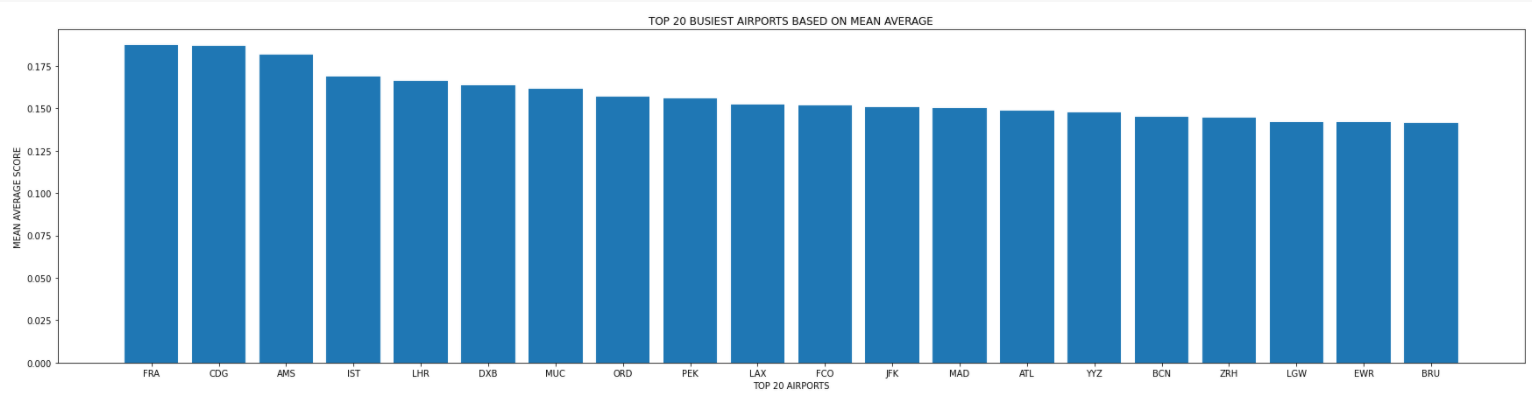 TOP 20 BUSIEST AIRPORTS BASED ON MEAN AVERAGE
MEAN AVERAGE SCORE
0.175
0.150
0.125
0.100
0.075
0.050
0.025
0.000
FRA CDG AMS IST LHR DXB MUC ORD PEK LAX FCO JFK MAD ATL YYZ BCN ZRH LGW EWR BRU
TOP 20 AIRPORTS